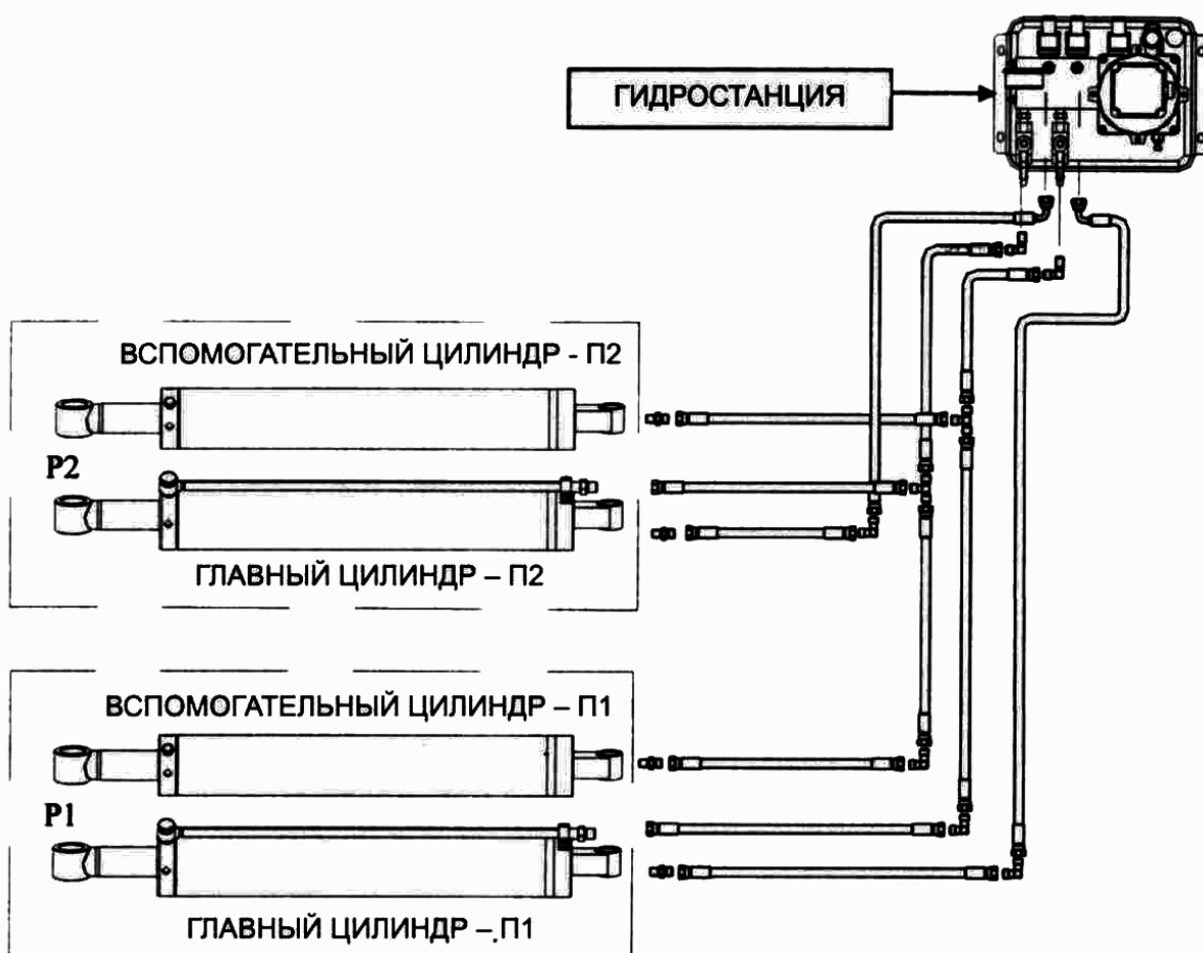 ГИДРОСТАНЦИЯ
ВСПОМОГАТЕЛЬНЫЙ ЦИЛИНДР - П2
P2
ГЛАВНЫЙ ЦИЛИНДР – П2
ВСПОМОГАТЕЛЬНЫЙ ЦИЛИНДР – П1
P1
ГЛАВНЫЙ ЦИЛИНДР – П1